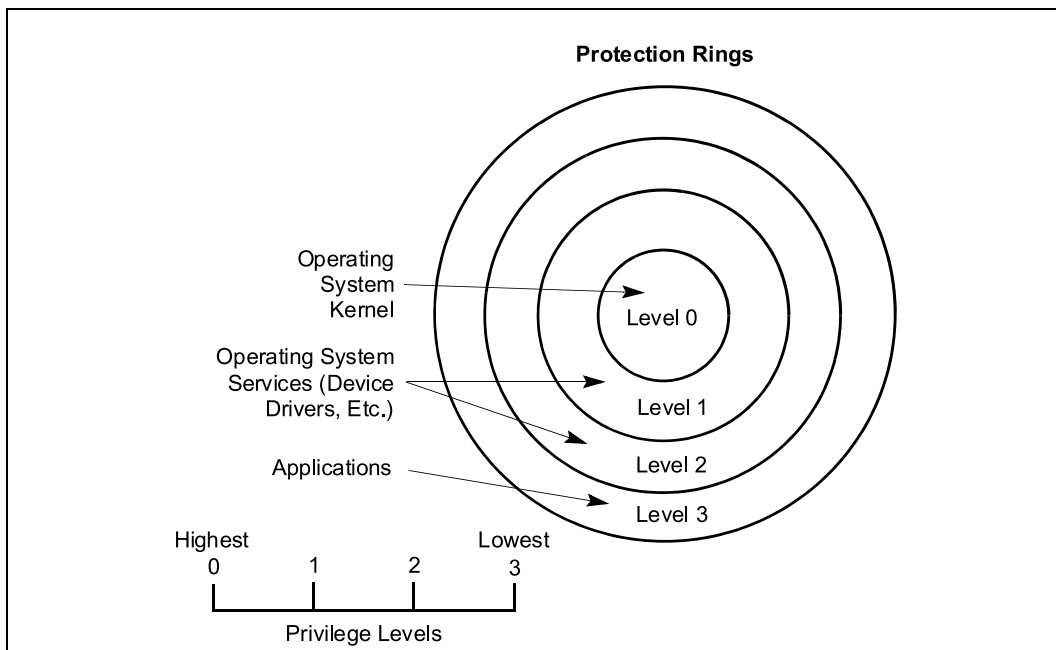 Protection Rings
Operating
System
Kernel
Level 0
Operating System
Services (Device
Drivers, Etc.)
Level 1
Level 2
Applications
Level 3
Highest
Lowest
0
1
2
3
Privilege Levels